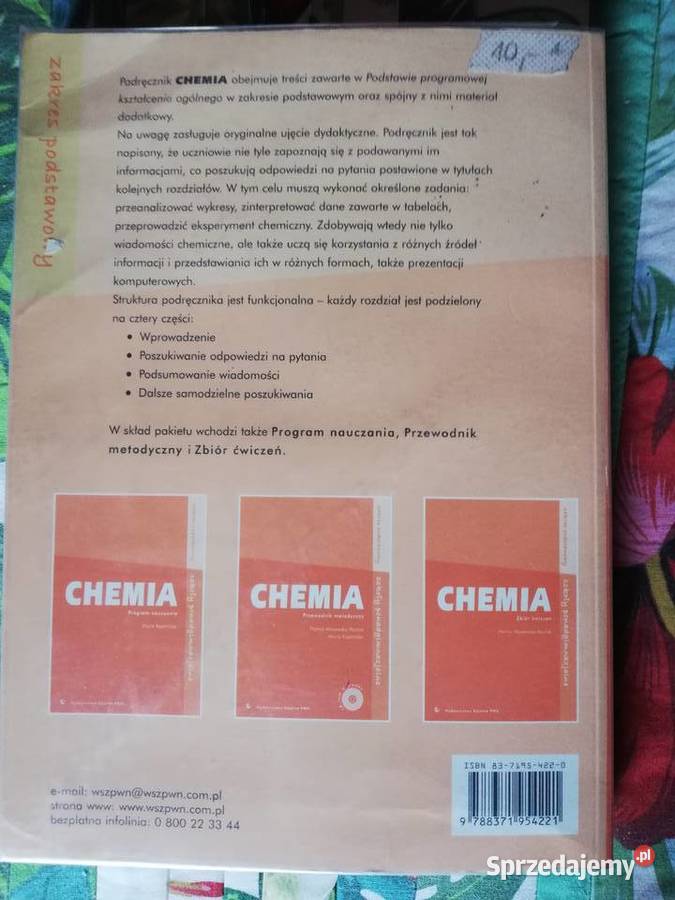 10,-
zakres podstawowy
Podręcznik CHEMIA obejmuje treści zawarte w Podstawie programowej
kształcenia ogólnego w zakresie podstawowym oraz spójny z nimi materiał
dodatkowy.
Na uwagę zasługuje oryginalne ujęcie dydaktyczne. Podręcznik jest tak
napisany, że uczniowie nie tyle zapoznają się z podawanymi im
informacjami, co poszukują odpowiedzi na pytania postawione w tytułach
kolejnych rozdziałów. W tym celu muszą wykonać określone zadania:
przeanalizować wykresy, zinterpretować dane zawarte w tabelach,
przeprowadzić eksperyment chemiczny. Zdobywają wtedy nie tylko
wiadomości chemiczne, ale także uczą się korzystania z różnych źródeł
informacji i przedstawiania ich w różnych formach, także prezentacji
komputerowych.
Struktura podręcznika jest funkcjonalna – każdy rozdział jest podzielony
na cztery części:
• Wprowadzenie
• Poszukiwanie odpowiedzi na pytania
• Podsumowanie wiadomości
• Dalsze samodzielne poszukiwania
W skład pakietu wchodzi także Program nauczania, Przewodnik
metodyczny i Zbiór ćwiczeń.
CHEMIA
Program nauczania
CHEMIA
Przewodnik metodyczny
CHEMIA
Zbiór ćwiczeń
ISBN 83-7195-422-0
9 788371 954221
e-mail: wszpwn@wszpwn.com.pl
strona www: www.wszpwn.com.pl
bezpłatna infolinia: 0 800 22 33 44
Sprzedajemy.pl